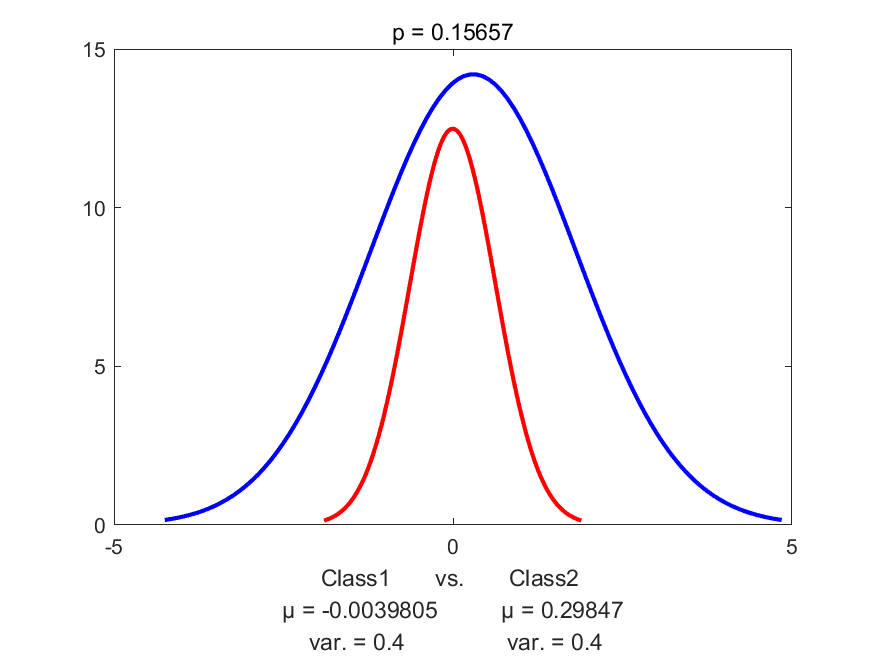 p = 0.15657
15
10
5
0
-5 0 5
Class1 vs. Class2
μ = -0.0039805 μ = 0.29847
var. = 0.4 var. = 0.4